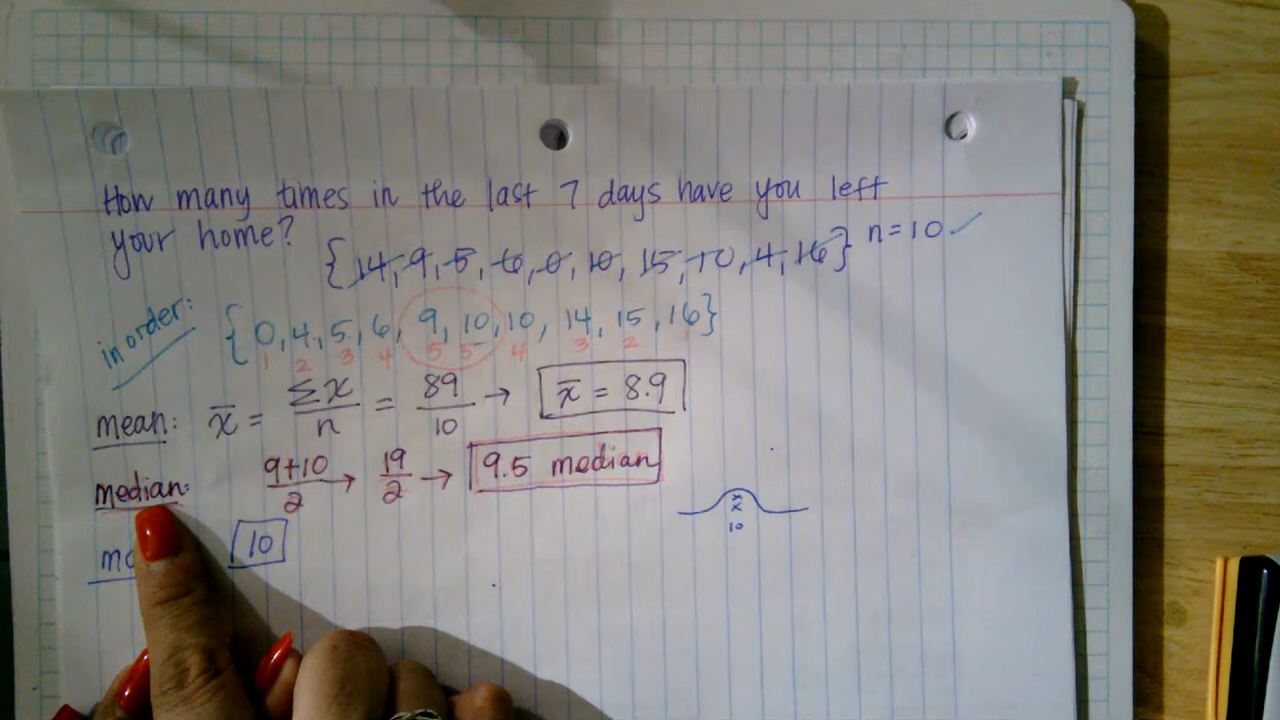 How many times in the last 7 days have you left
your home? {14, 9, 5, 6, 0, 10, 15, 10, 4, 16} n=10 ✓
in order: {0, 4, 5, 6, 9, 10, 10, 14, 15, 16}
1 2 3 4 5 5 4 3 2 1
mean: x̄ = Σx/n = 89/10 → x̄ = 8.9
median: 9+10/2 → 19/2 → 9.5 median
x
x
10
10